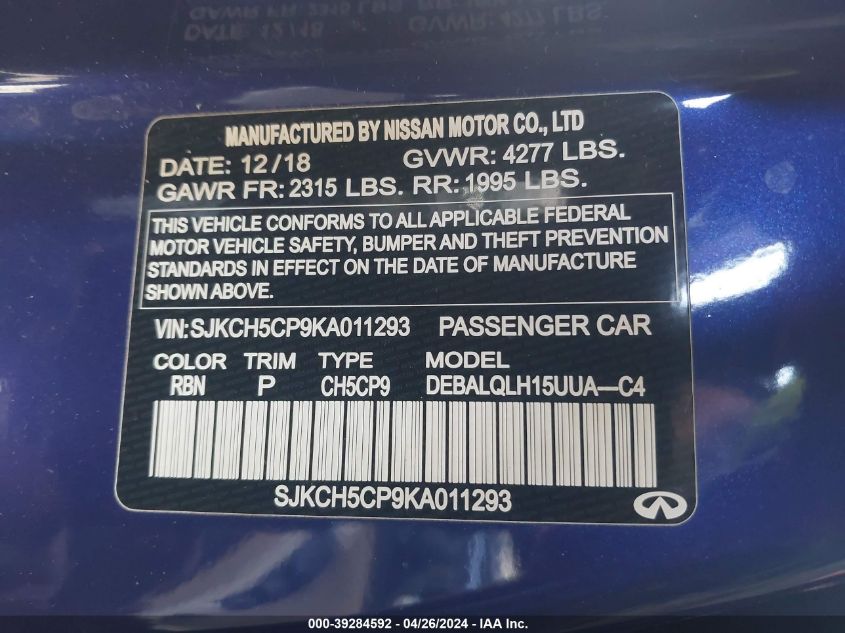 MANUFACTURED BY NISSAN MOTOR CO., LTD
DATE: 12/18 GVWR: 4277 LBS.
GAWR FR: 2315 LBS. RR: 1995 LBS.
THIS VEHICLE CONFORMS TO ALL APPLICABLE FEDERAL
MOTOR VEHICLE SAFETY, BUMPER AND THEFT PREVENTION
STANDARDS IN EFFECT ON THE DATE OF MANUFACTURE
SHOWN ABOVE.
VIN:SJKCH5CP9KA011293 PASSENGER CAR
COLOR TRIM TYPE MODEL
RBN P CH5CP9 DEBALQLH15UUA—C4
SJKCH5CP9KA011293
000-39284592 - 04/26/2024 - IAA Inc.